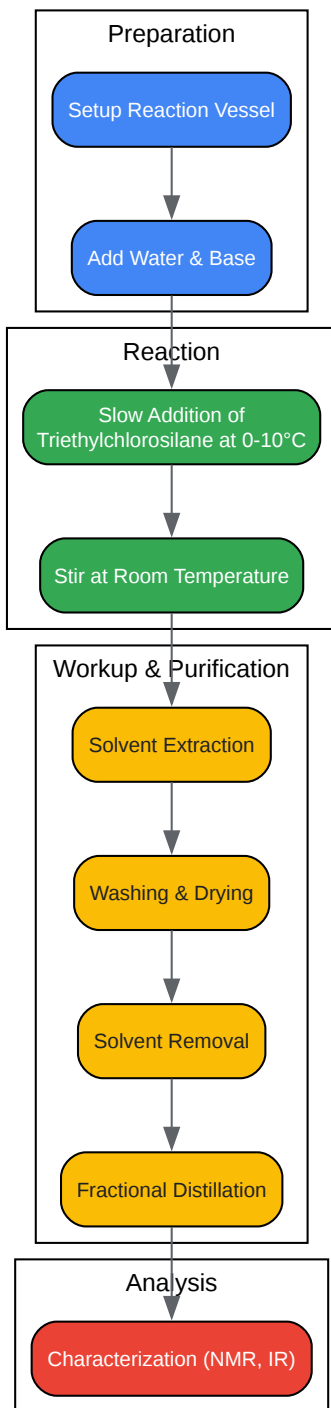 Preparation
Setup Reaction Vessel
Add Water & Base
Reaction
Slow Addition of
Triethylchlorosilane at 0-10°C
Stir at Room Temperature
Workup & Purification
Solvent Extraction
Washing & Drying
Solvent Removal
Fractional Distillation
Analysis
Characterization (NMR, IR)